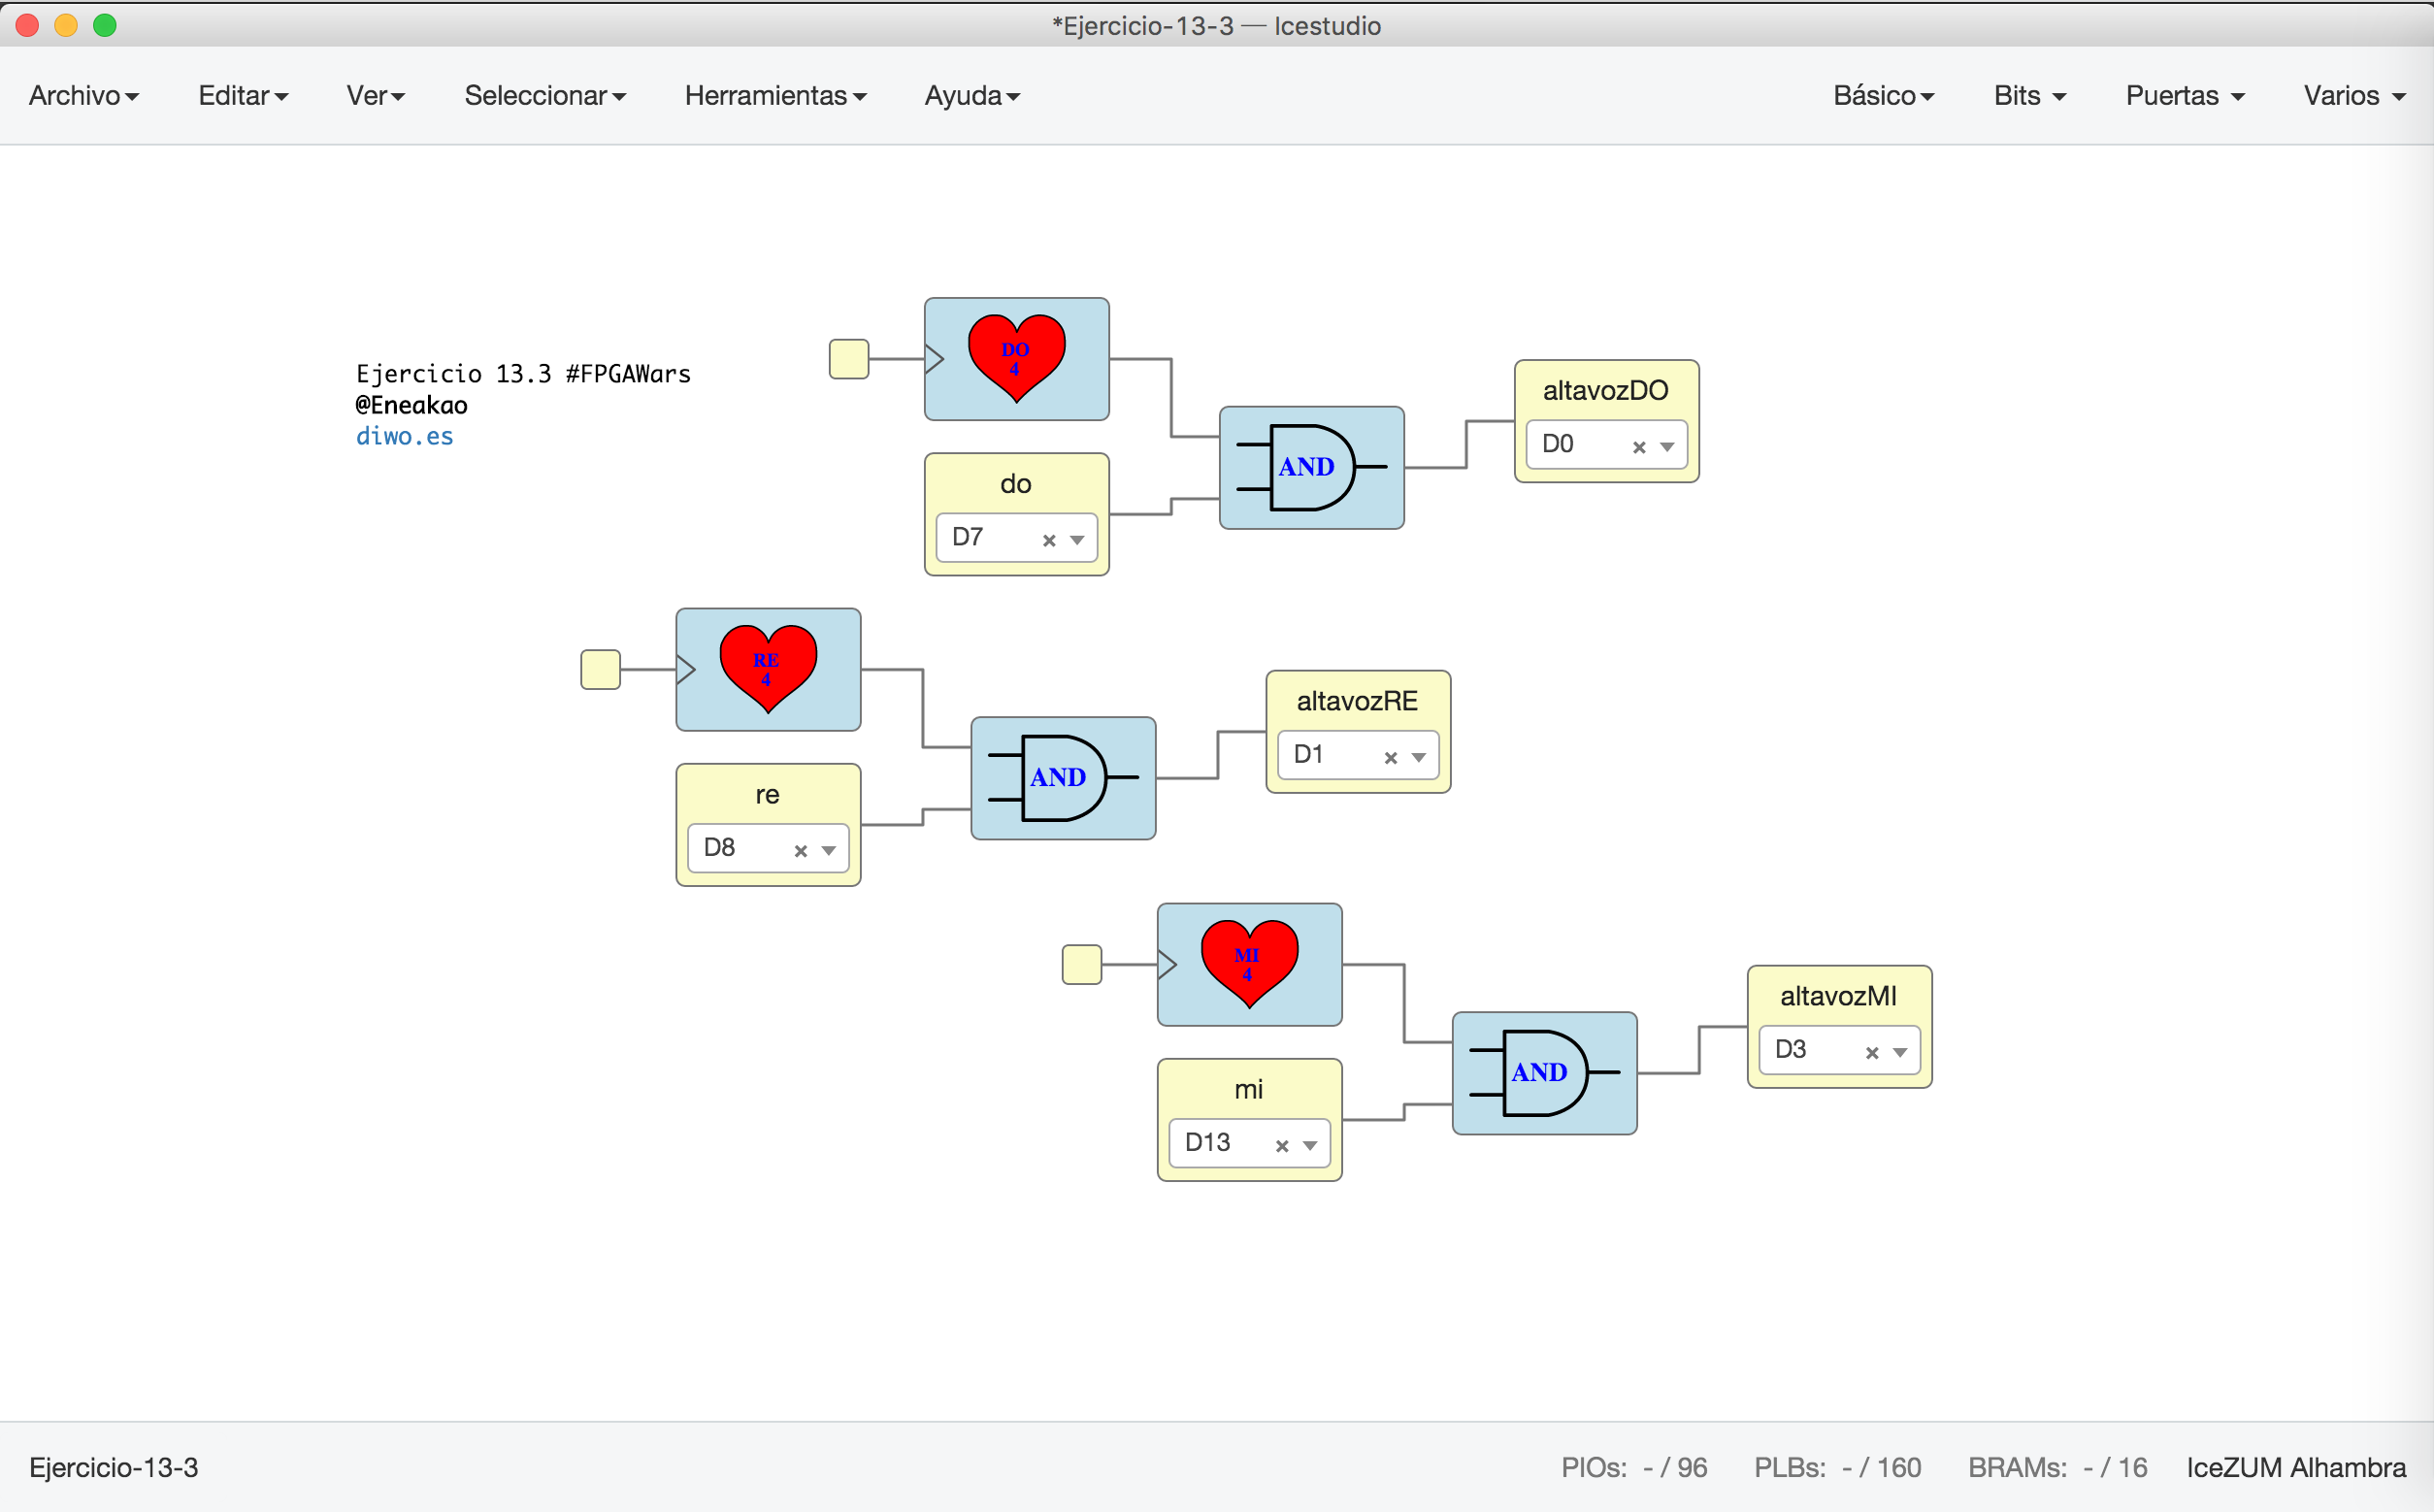 *Ejercicio-13-3 — Icestudio
Archivo Editar Ver Seleccionar Herramientas Ayuda Básico Bits Puertas Varios
Ejercicio 13.3 #FPGAWars
@Eneakao
diwo.es
DO
4
do
D7
AND
altavozDO
D0
RE
4
re
D8
AND
altavozRE
D1
MI
4
mi
D13
AND
altavozMI
D3
Ejercicio-13-3 PIOs: - / 96 PLBs: - / 160 BRAMs: - / 16 IceZUM Alhambra